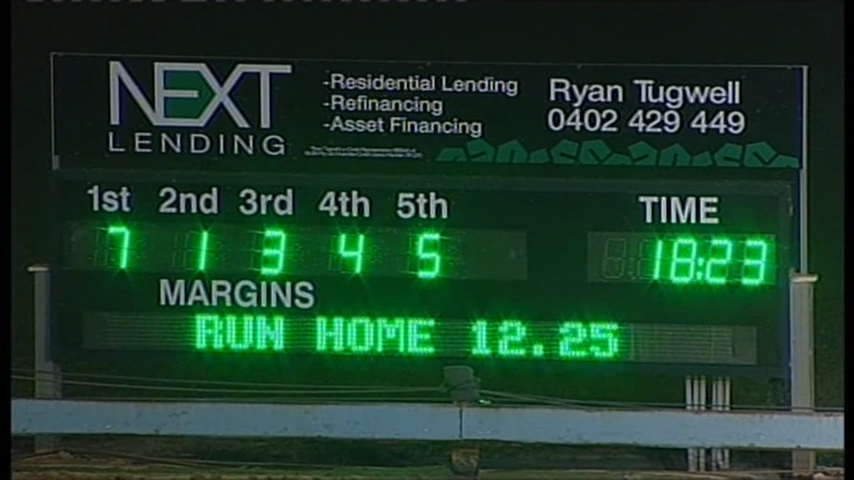 NEXT
LENDING
-Residential Lending
-Refinancing
-Asset Financing
Ryan Tugwell
0402 429 449
1st 2nd 3rd 4th 5th TIME
7 1 3 4 5 18:23
MARGINS
RUN HOME 12.25